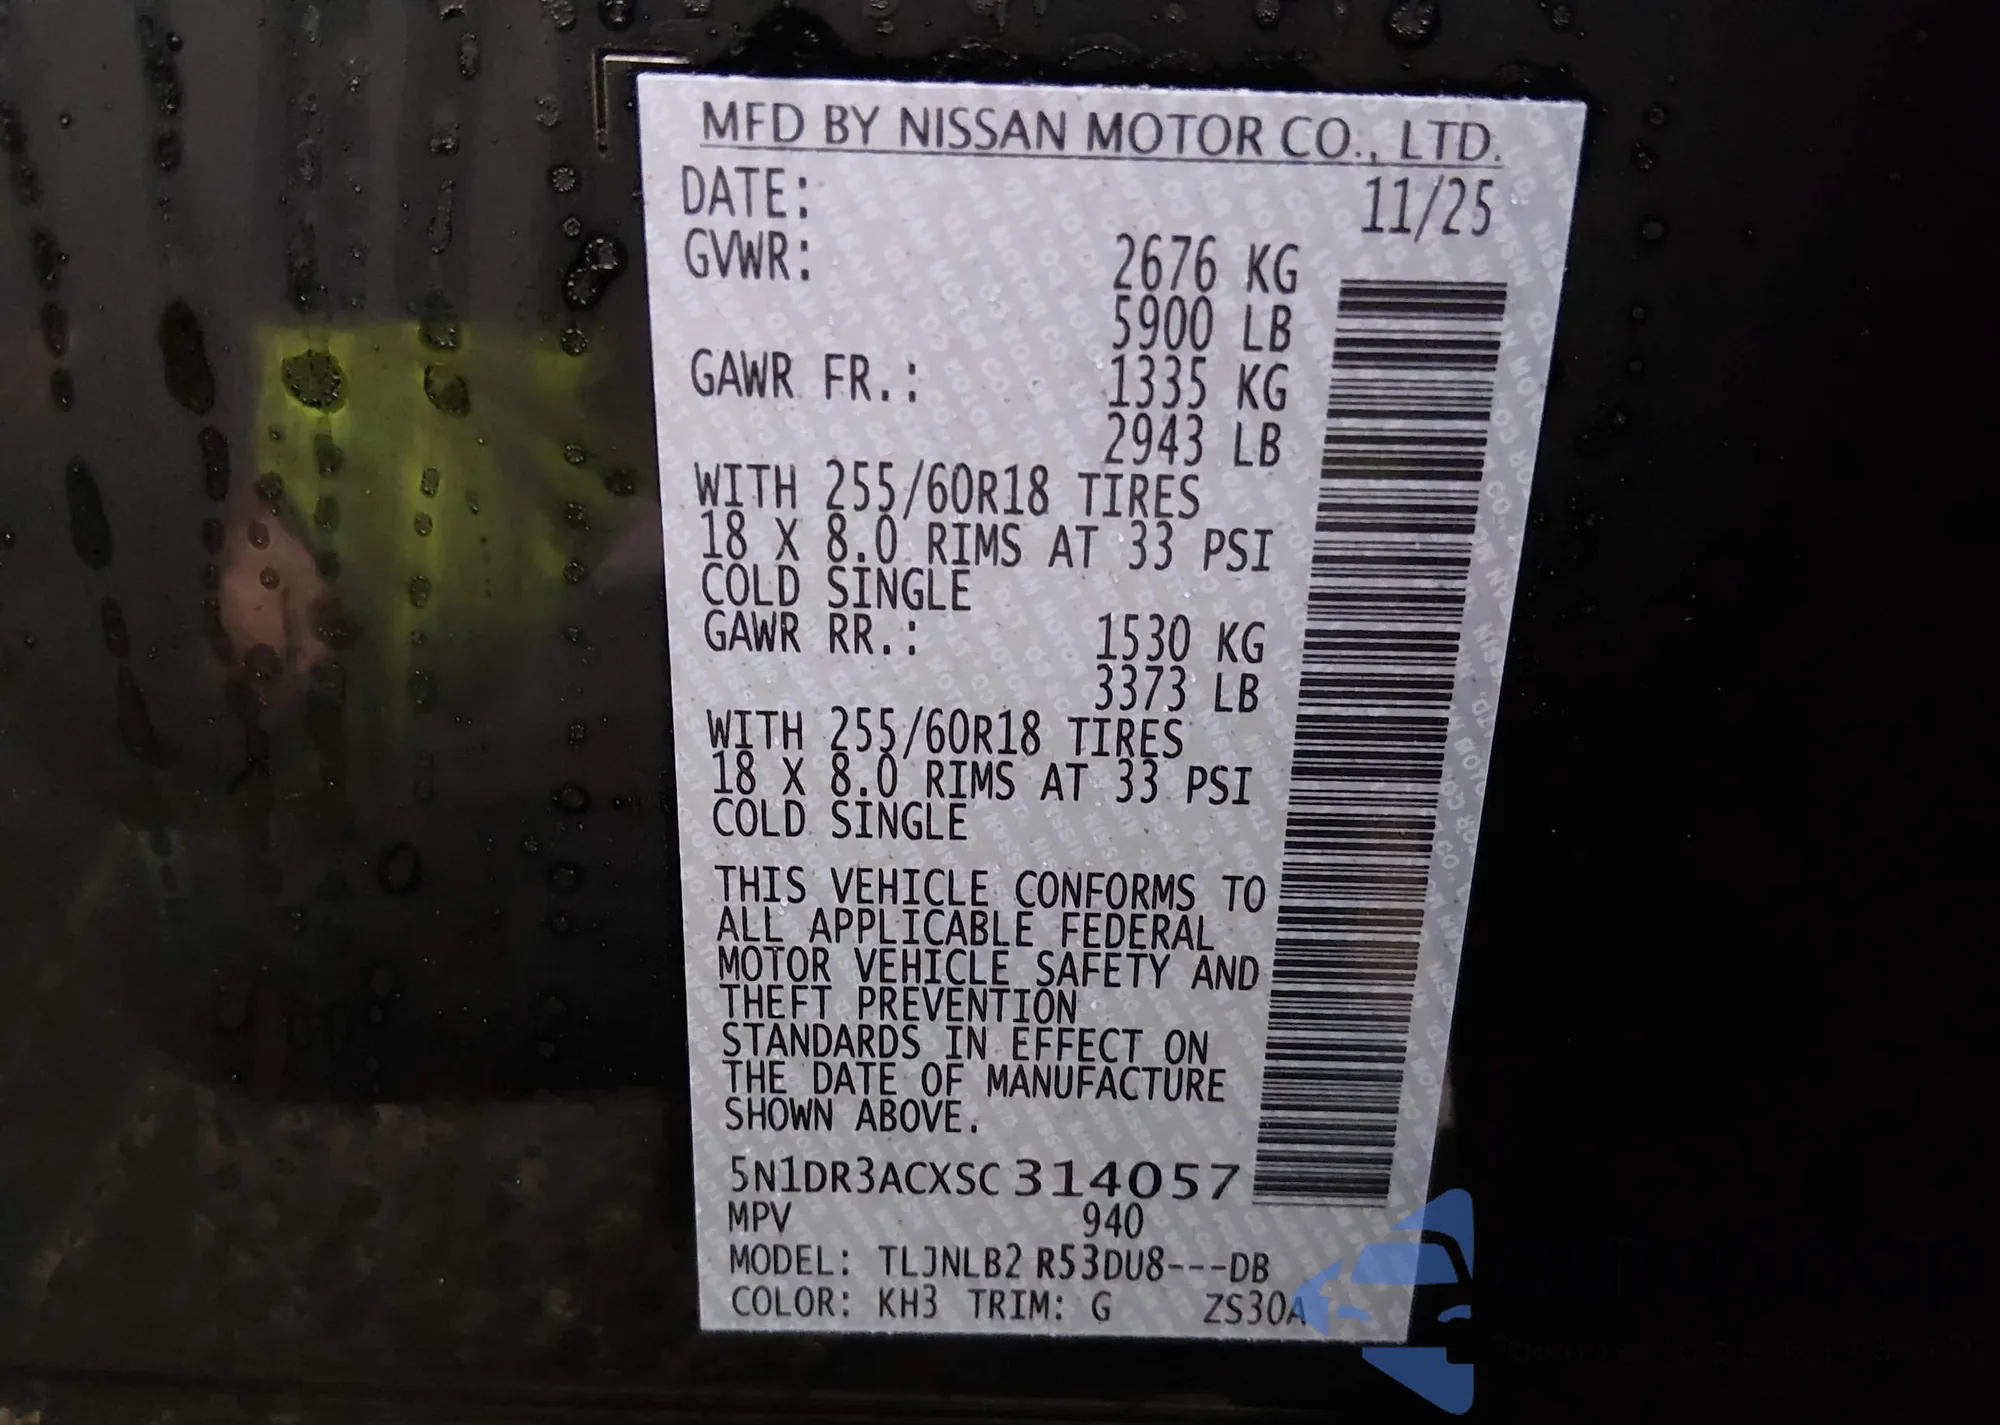 MFD BY NISSAN MOTOR CO., LTD.
DATE: 11/25
GVWR: 2676 KG
5900 LB
GAWR FR.: 1335 KG
2943 LB
WITH 255/60R18 TIRES
18 X 8.0 RIMS AT 33 PSI
COLD SINGLE
GAWR RR.: 1530 KG
3373 LB
WITH 255/60R18 TIRES
18 X 8.0 RIMS AT 33 PSI
COLD SINGLE
THIS VEHICLE CONFORMS TO
ALL APPLICABLE FEDERAL
MOTOR VEHICLE SAFETY AND
THEFT PREVENTION
STANDARDS IN EFFECT ON
THE DATE OF MANUFACTURE
SHOWN ABOVE.
5N1DR3ACXSC314057
MPV 940
MODEL: TLJNLB2 R53DU8---DB
COLOR: KH3 TRIM: G ZS30A